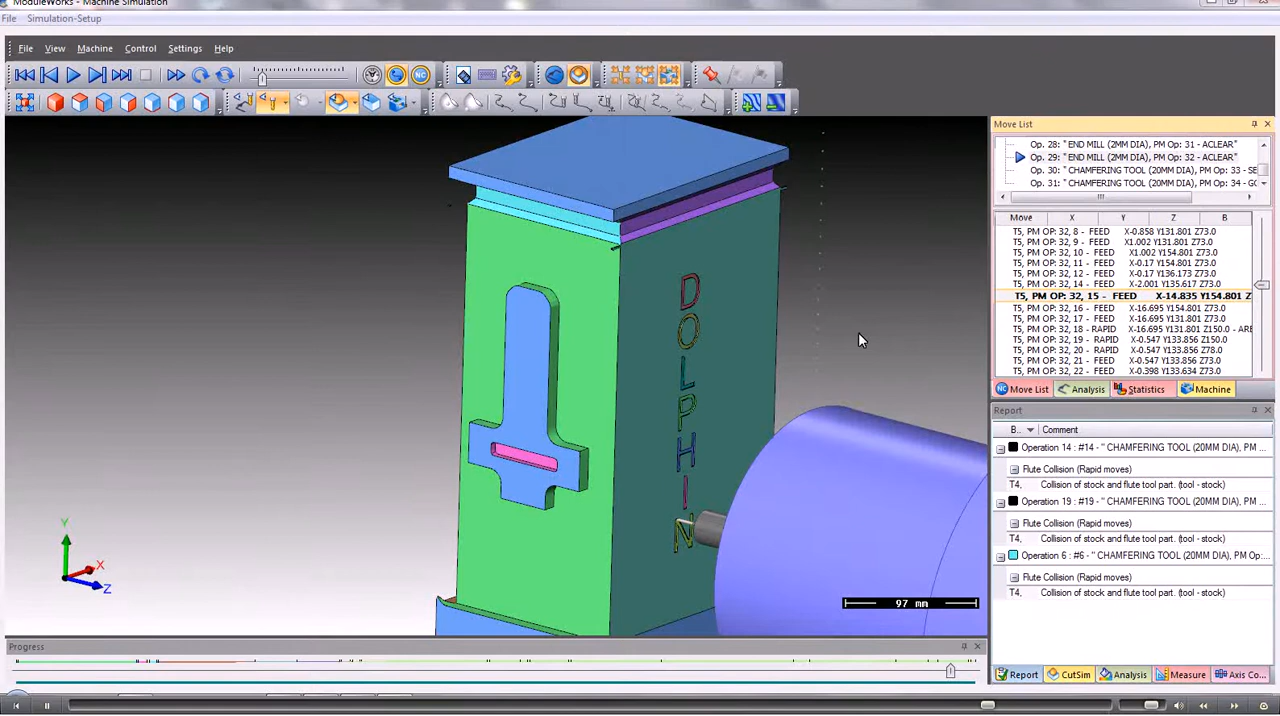 ModuleWorks - Machine Simulation
File Simulation-Setup
File View Machine Control Settings Help
NC
Move List
Op. 28: " END MILL (2MM DIA), PM Op: 31 - ACLEAR"
Op. 29: " END MILL (2MM DIA), PM Op: 32 - ACLEAR"
Op. 30: " CHAMFERING TOOL (20MM DIA), PM Op: 33 - SE
Op. 31: " CHAMFERING TOOL (20MM DIA), PM Op: 34 - GC
Move X Y Z B
T5, PM OP: 32, 8 - FEED X-0.858 Y131.801 Z73.0
T5, PM OP: 32, 9 - FEED X1.002 Y131.801 Z73.0
T5, PM OP: 32, 10 - FEED X1.002 Y154.801 Z73.0
T5, PM OP: 32, 11 - FEED X-0.17 Y154.801 Z73.0
T5, PM OP: 32, 12 - FEED X-0.17 Y136.173 Z73.0
T5, PM OP: 32, 14 - FEED X-2.001 Y135.617 Z73.0
T5, PM OP: 32, 15 - FEED X-14.835 Y154.801 Z
T5, PM OP: 32, 16 - FEED X-16.695 Y154.801 Z73.0
T5, PM OP: 32, 17 - FEED X-16.695 Y131.801 Z73.0
T5, PM OP: 32, 18 - RAPID X-16.695 Y131.801 Z150.0 - ARE
T5, PM OP: 32, 19 - RAPID X-0.547 Y133.856 Z150.0
T5, PM OP: 32, 20 - RAPID X-0.547 Y133.856 Z78.0
T5, PM OP: 32, 21 - FEED X-0.547 Y133.856 Z73.0
T5, PM OP: 32, 22 - FEED X-0.398 Y133.634 Z73.0
NC Move List Analysis Statistics Machine
Report
B.. Comment
Operation 14 : #14 - " CHAMFERING TOOL (20MM DIA), PM ...
Flute Collision (Rapid moves)
T4, Collision of stock and flute tool part. (tool - stock)
Operation 19 : #19 - " CHAMFERING TOOL (20MM DIA), PM ...
Flute Collision (Rapid moves)
T4, Collision of stock and flute tool part. (tool - stock)
Operation 6 : #6 - " CHAMFERING TOOL (20MM DIA), PM Op:...
Flute Collision (Rapid moves)
T4, Collision of stock and flute tool part. (tool - stock)
Report CutSim Analysis Measure Axis Co...
D
O
L
P
H
I
N
Y
X
Z
97 mm
Progress